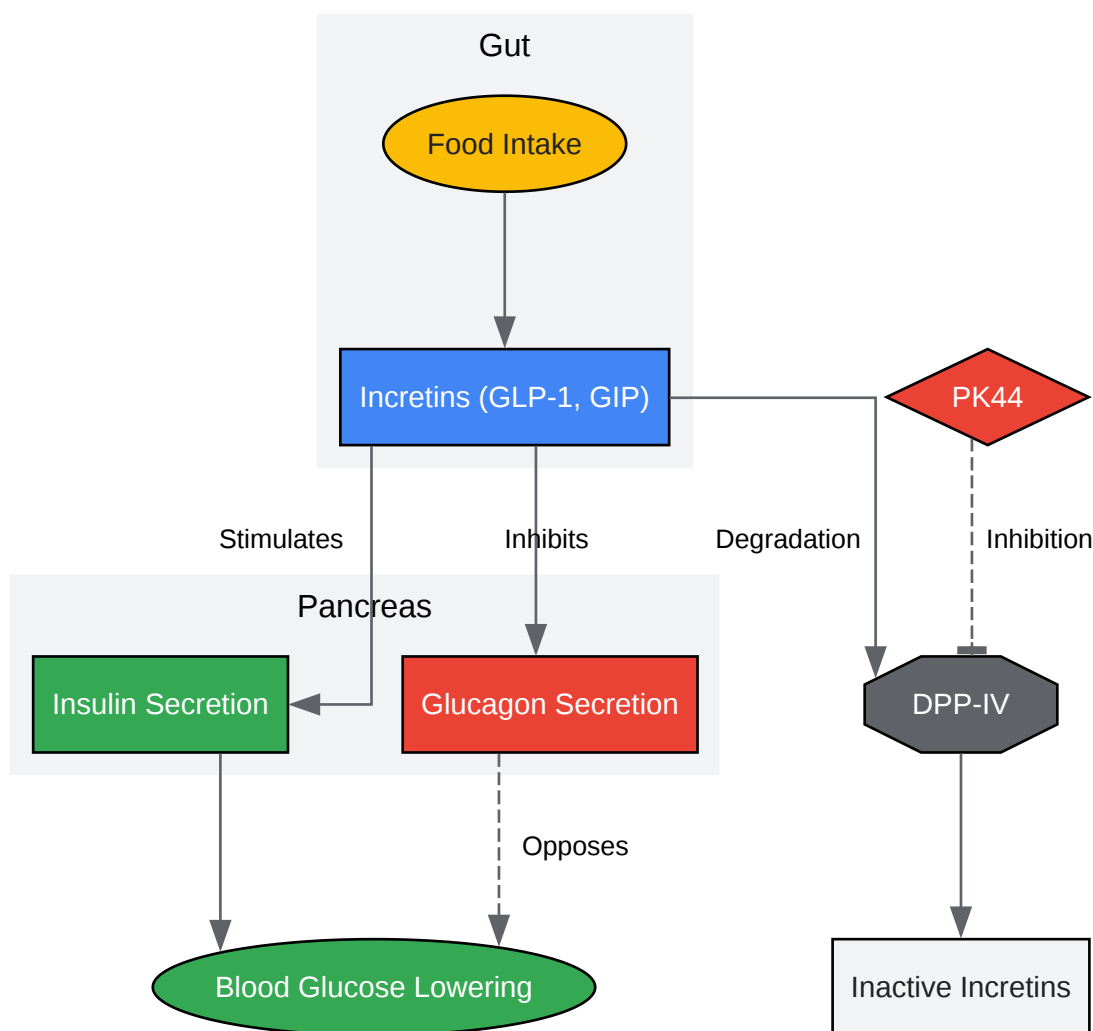 Gut
Food Intake
Incretins (GLP-1, GIP)
PK44
Stimulates
Inhibits
Degradation
Inhibition
Pancreas
Insulin Secretion
Glucagon Secretion
DPP-IV
Opposes
Blood Glucose Lowering
Inactive Incretins